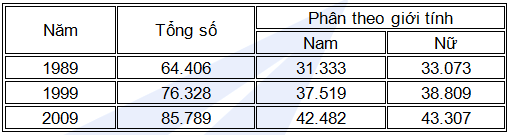 Năm Tổng số Phân theo giới tính
Nam Nữ
1989 64.406 31.333 33.073
1999 76.328 37.519 38.809
2009 85.789 42.482 43.307